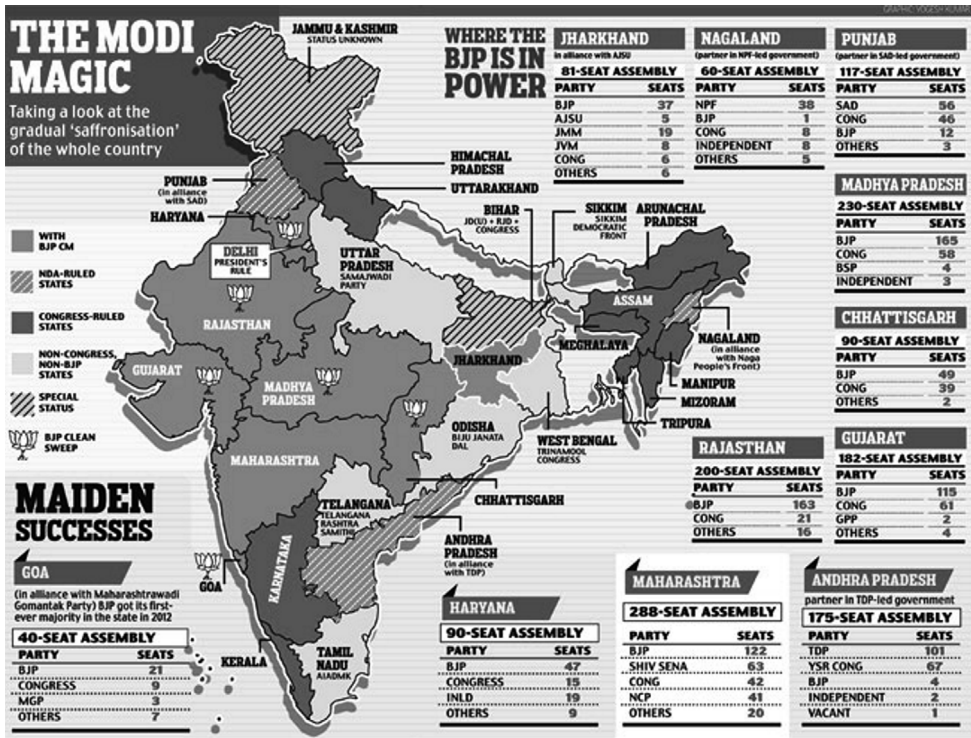 GRAPHIC: YOGESH KUMAR
THE MODI
MAGIC
Taking a look at the
gradual ‘saffronisation’
of the whole country
WHERE THE
BJP IS IN
POWER
JHARKHAND
in alliance with AJSU
81-SEAT ASSEMBLY
PARTY SEATS
BJP 37
AJSU 5
JMM 19
JVM 8
CONG 6
OTHERS 6
NAGALAND
(partner in NPF-led government)
60-SEAT ASSEMBLY
PARTY SEATS
NPF 38
BJP 1
CONG 8
INDEPENDENT 8
OTHERS 5
PUNJAB
(partner in SAD-led government)
117-SEAT ASSEMBLY
PARTY SEATS
SAD 56
CONG 46
BJP 12
OTHERS 3
MADHYA PRADESH
230-SEAT ASSEMBLY
PARTY SEATS
BJP 165
CONG 58
BSP 4
INDEPENDENT 3
CHHATTISGARH
90-SEAT ASSEMBLY
PARTY SEATS
BJP 49
CONG 39
OTHERS 2
GUJARAT
182-SEAT ASSEMBLY
PARTY SEATS
BJP 115
CONG 61
GPP 2
OTHERS 4
RAJASTHAN
200-SEAT ASSEMBLY
PARTY SEATS
BJP 163
CONG 21
OTHERS 16
JAMMU & KASHMIR
STATUS UNKNOWN
HIMACHAL
PRADESH
UTTARAKHAND
PUNJAB
(in alliance
with SAD)
HARYANA
DELHI
PRESIDENT'S
RULE
UTTAR
PRADESH
SAMAJWADI
PARTY
BIHAR
JD(U) + RJD +
CONGRESS
SIKKIM
SIKKIM
DEMOCRATIC
FRONT
ARUNACHAL
PRADESH
ASSAM
MEGHALAYA
NAGALAND
(in alliance
with Naga
People's Front)
MANIPUR
MIZORAM
TRIPURA
RAJASTHAN
GUJARAT
MADHYA
PRADESH
JHARKHAND
MAHARASHTRA
ODISHA
BIJU JANATA
DAL
WEST BENGAL
TRINAMOOL
CONGRESS
CHHATTISGARH
TELANGANA
TELANGANA
RASHTRA
SAMITHI
ANDHRA
PRADESH
(in alliance
with TDP)
GOA
KARNATAKA
KERALA
TAMIL
NADU
AIADMK
WITH
BJP CM
NDA-RULED
STATES
CONGRESS-RULED
STATES
NON-CONGRESS,
NON-BJP
STATES
SPECIAL
STATUS
BJP CLEAN
SWEEP
MAIDEN
SUCCESSES
GOA
(in alliance with Maharashtrawadi
Gomantak Party) BJP got its first-
ever majority in the state in 2012
40-SEAT ASSEMBLY
PARTY SEATS
BJP 21
CONGRESS 9
MGP 3
OTHERS 7
HARYANA
90-SEAT ASSEMBLY
PARTY SEATS
BJP 47
CONGRESS 15
INLD 19
OTHERS 9
MAHARASHTRA
288-SEAT ASSEMBLY
PARTY SEATS
BJP 122
SHIV SENA 63
CONG 42
NCP 41
OTHERS 20
ANDHRA PRADESH
partner in TDP-led government
175-SEAT ASSEMBLY
PARTY SEATS
TDP 101
YSR CONG 67
BJP 4
INDEPENDENT 2
VACANT 1